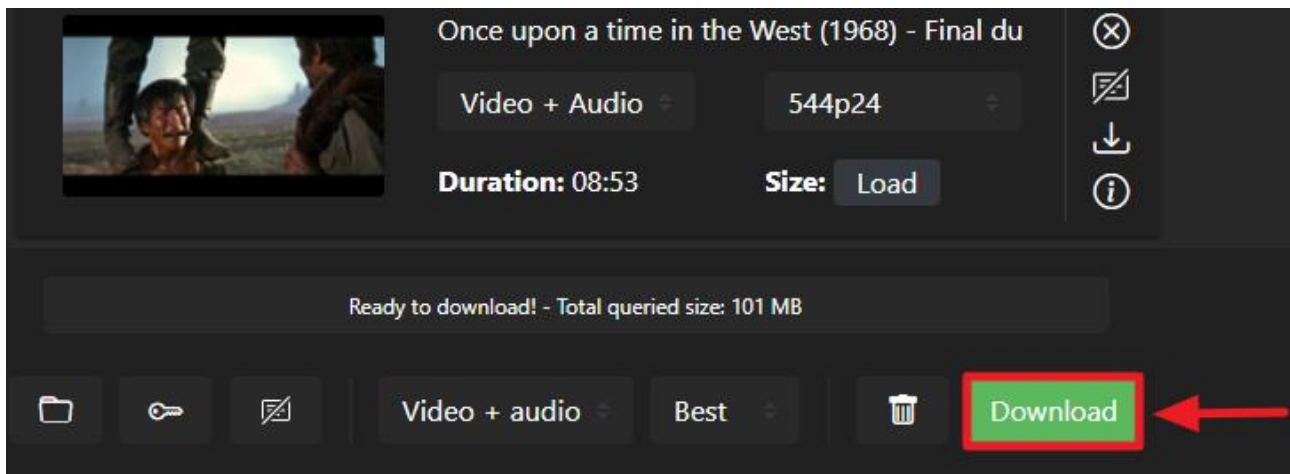 Once upon a time in the West (1968) - Final du
Video + Audio 544p24
Duration: 08:53 Size: Load
Ready to download! - Total queried size: 101 MB
Video + audio Best Download